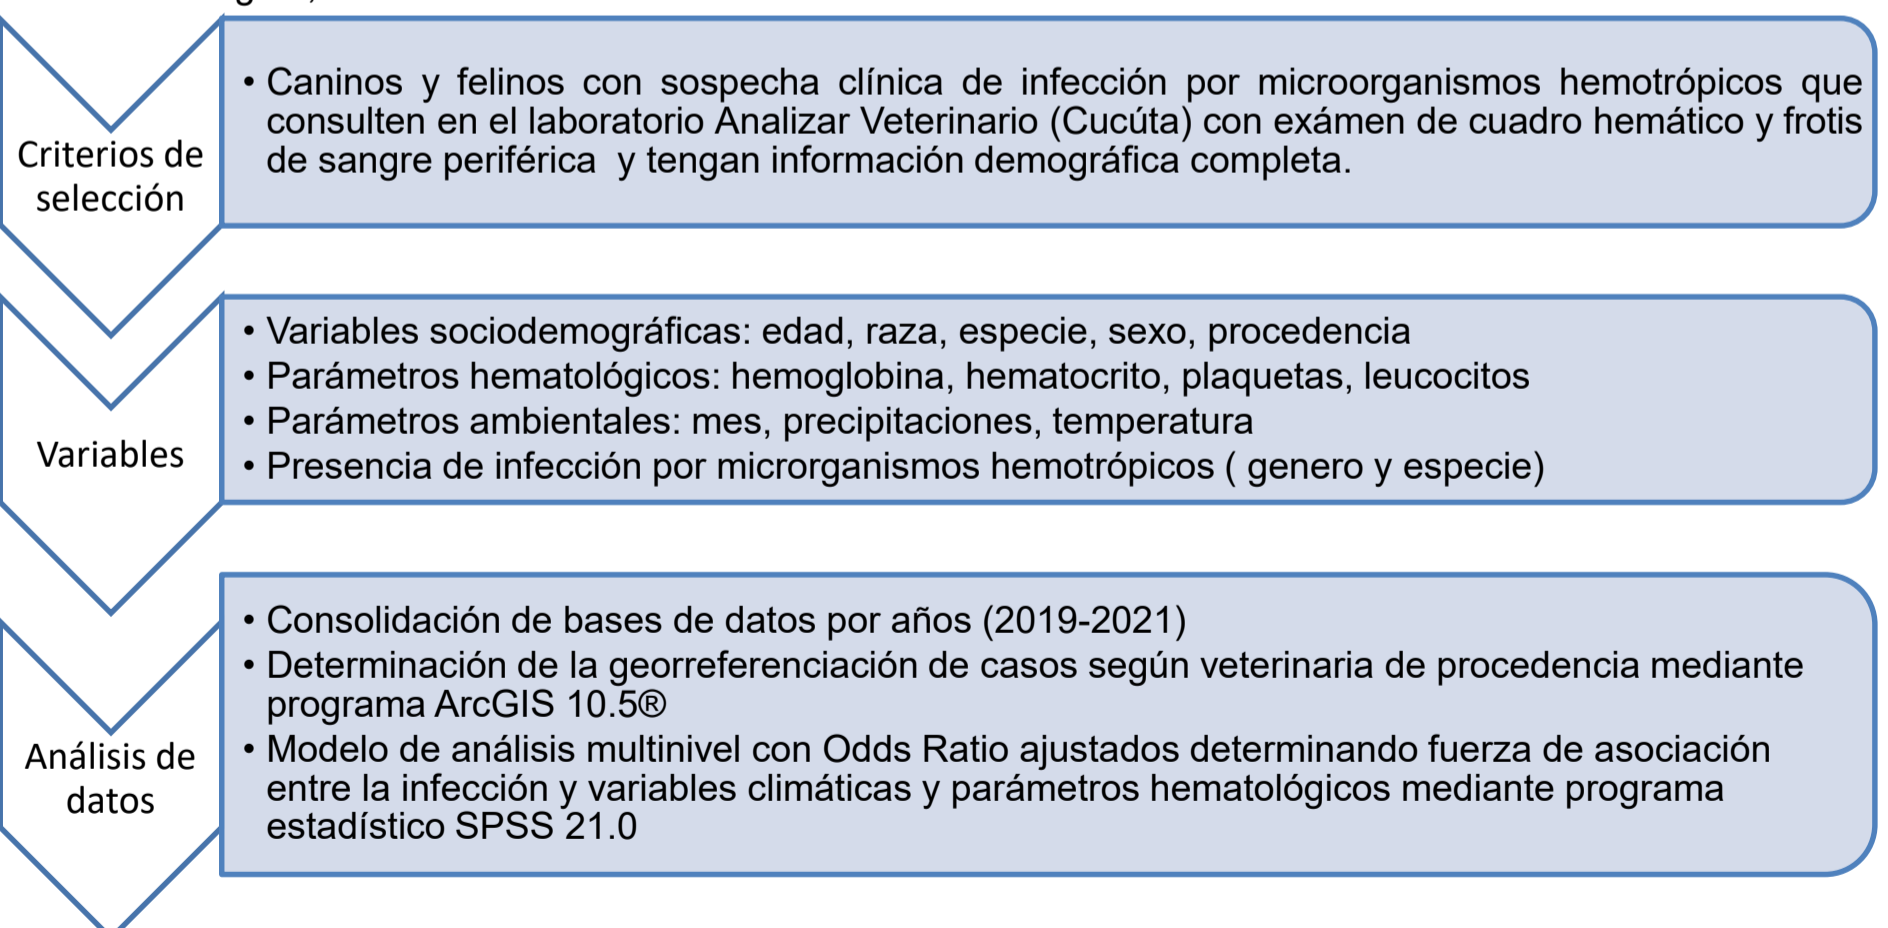 Criterios de
selección
• Caninos y felinos con sospecha clínica de infección por microorganismos hemotrópicos que
consulten en el laboratorio Analizar Veterinario (Cucúta) con exámen de cuadro hemático y frotis
de sangre periférica y tengan información demográfica completa.
Variables
• Variables sociodemográficas: edad, raza, especie, sexo, procedencia
• Parámetros hematológicos: hemoglobina, hematocrito, plaquetas, leucocitos
• Parámetros ambientales: mes, precipitaciones, temperatura
• Presencia de infección por microrganismos hemotrópicos ( genero y especie)
Análisis de
datos
• Consolidación de bases de datos por años (2019-2021)
• Determinación de la georreferenciación de casos según veterinaria de procedencia mediante
programa ArcGIS 10.5®
• Modelo de análisis multinivel con Odds Ratio ajustados determinando fuerza de asociación
entre la infección y variables climáticas y parámetros hematológicos mediante programa
estadístico SPSS 21.0